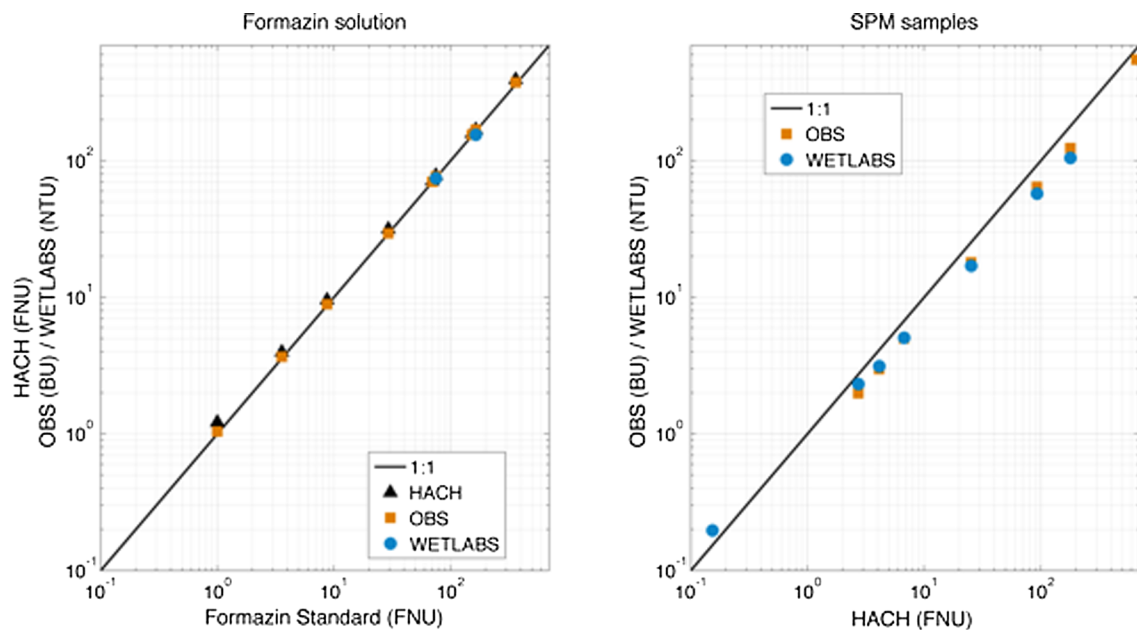 Formazin solution
HACH (FNU)
OBS (BU) / WETLABS (NTU)
10^2
10^1
10^0
10^-1
1:1
HACH
OBS
WETLABS
10^-1 10^0 10^1 10^2
Formazin Standard (FNU)
SPM samples
OBS (BU) / WETLABS (NTU)
10^2
10^1
10^0
10^-1
1:1
OBS
WETLABS
10^-1 10^0 10^1 10^2
HACH (FNU)